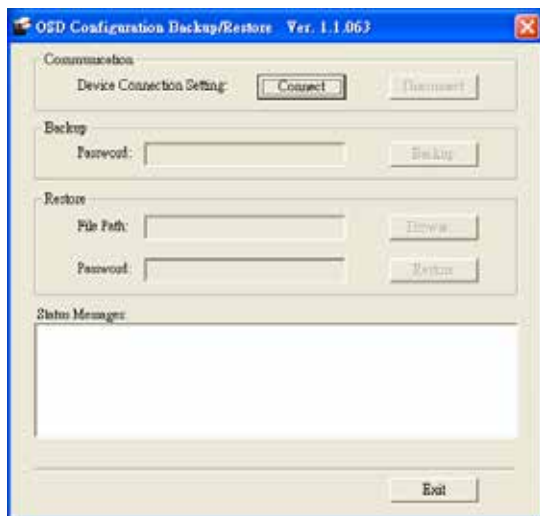 OSD Configuration Backup/Restore Ver. 1.1.063
Communication
Device Connection Setting: Connect Disconnect
Backup
Password: Backup
Restore
File Path: Browse
Password: Restore
Status Messages:
Exit